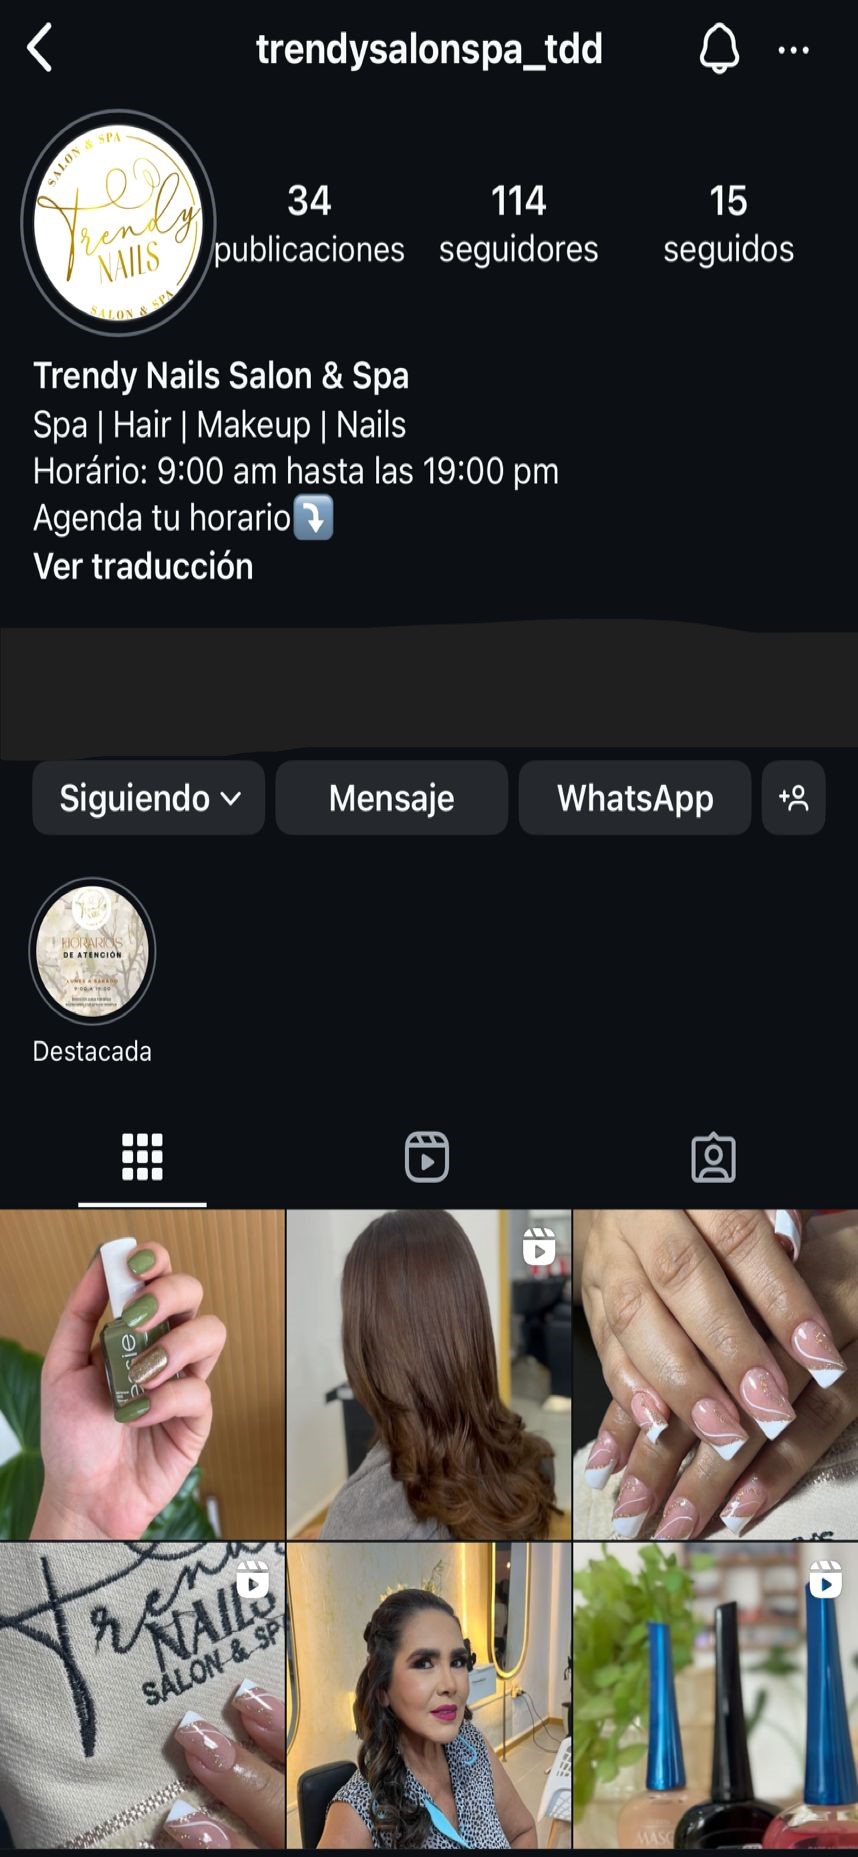 trendysalonspa_tdd
SALON & SPA
Trendy
NAILS
SALON & SPA
34
publicaciones
114
seguidores
15
seguidos
Trendy Nails Salon & Spa
Spa | Hair | Makeup | Nails
Horárío: 9:00 am hasta las 19:00 pm
Agenda tu horario
Ver traducción
Siguiendo
Mensaje
WhatsApp
HORARIOS
DE ATENCIÓN
LUNES A SABADO
9:00 A 19:00
Destacada
essie
Trendy
NAILS
SALON & SP
MASG